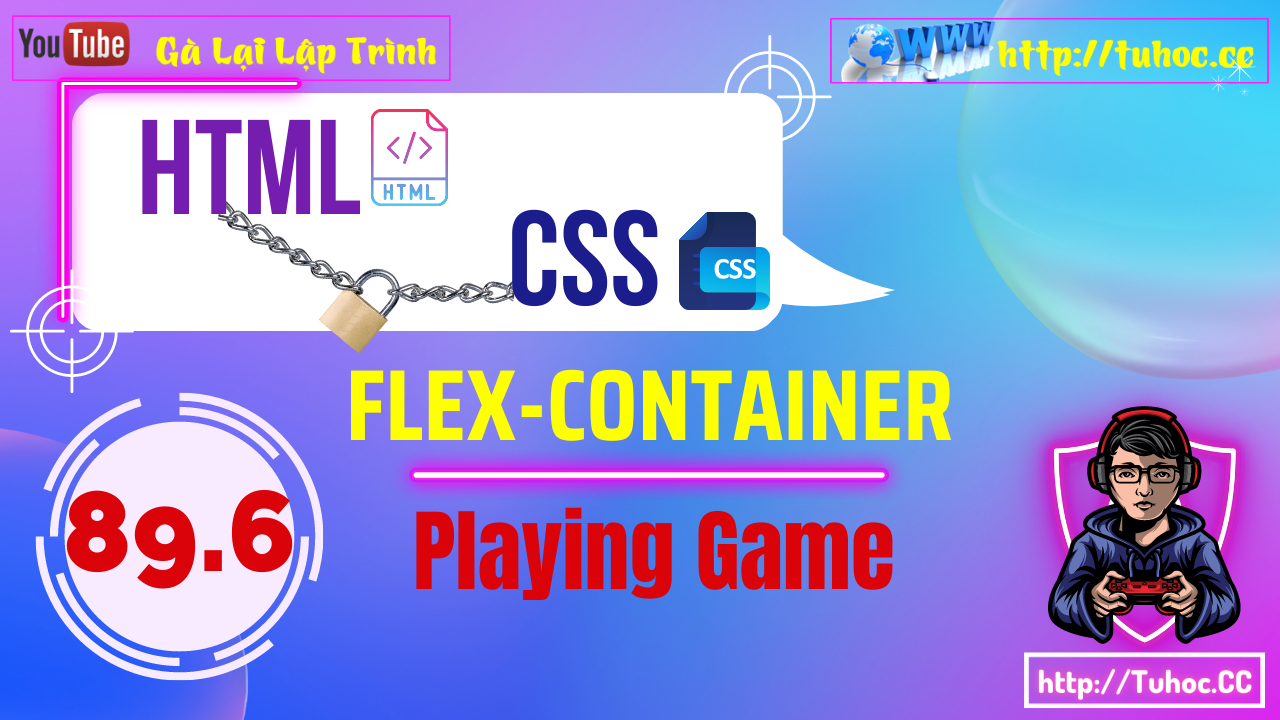 YouTube Gà Lại Lập Trình
WWW http://tuhoc.cc
HTML
HTML
CSS
CSS
FLEX-CONTAINER
89.6
Playing Game
http://Tuhoc.CC